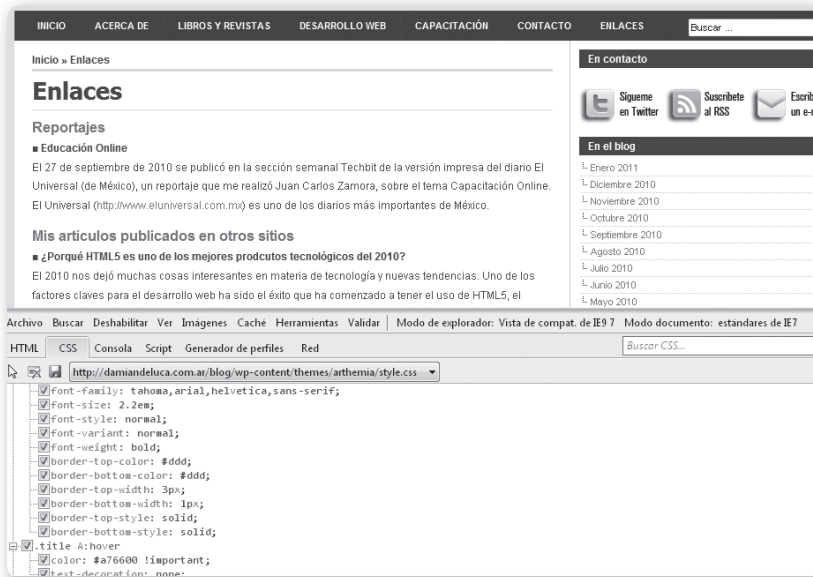 INICIO ACERCA DE LIBROS Y REVISTAS DESARROLLO WEB CAPACITACIÓN CONTACTO ENLACES Buscar ...
Inicio » Enlaces
Enlaces
Reportajes
■ Educación Online
El 27 de septiembre de 2010 se publicó en la sección semanal Techbit de la versión impresa del diario El
Universal (de México), un reportaje que me realizó Juan Carlos Zamora, sobre el tema Capacitación Online.
El Universal (http://www.eluniversal.com.mx) es uno de los diarios más importantes de México.
Mis articulos publicados en otros sitios
■ ¿Porqué HTML5 es uno de los mejores prodcutos tecnológicos del 2010?
El 2010 nos dejó muchas cosas interesantes en materia de tecnología y nuevas tendencias. Uno de los
factores claves para el desarrollo web ha sido el éxito que ha comenzado a tener el uso de HTML5, el
En contacto
Sígueme
en Twitter
Suscribete
al RSS
Escrib
un e-m
En el blog
Enero 2011
Diciembre 2010
Noviembre 2010
Octubre 2010
Septiembre 2010
Agosto 2010
Julio 2010
Junio 2010
Mayo 2010
Archivo Buscar Deshabilitar Ver Imágenes Caché Herramientas Validar Modo de explorador: Vista de compat. de IE9 7 Modo documento: estándares de IE7
HTML CSS Consola Script Generador de perfiles Red Buscar CSS...
http://damiandeluca.com.ar/blog/wp-content/themes/arthemia/style.css
font-family: tahoma,arial,helvetica,sans-serif;
font-size: 2.2em;
font-style: normal;
font-variant: normal;
font-weight: bold;
border-top-color: #ddd;
border-bottom-color: #ddd;
border-top-width: 3px;
border-bottom-width: 1px;
border-top-style: solid;
border-bottom-style: solid;
.title A:hover
color: #a76600 !important;
text-decoration: none;